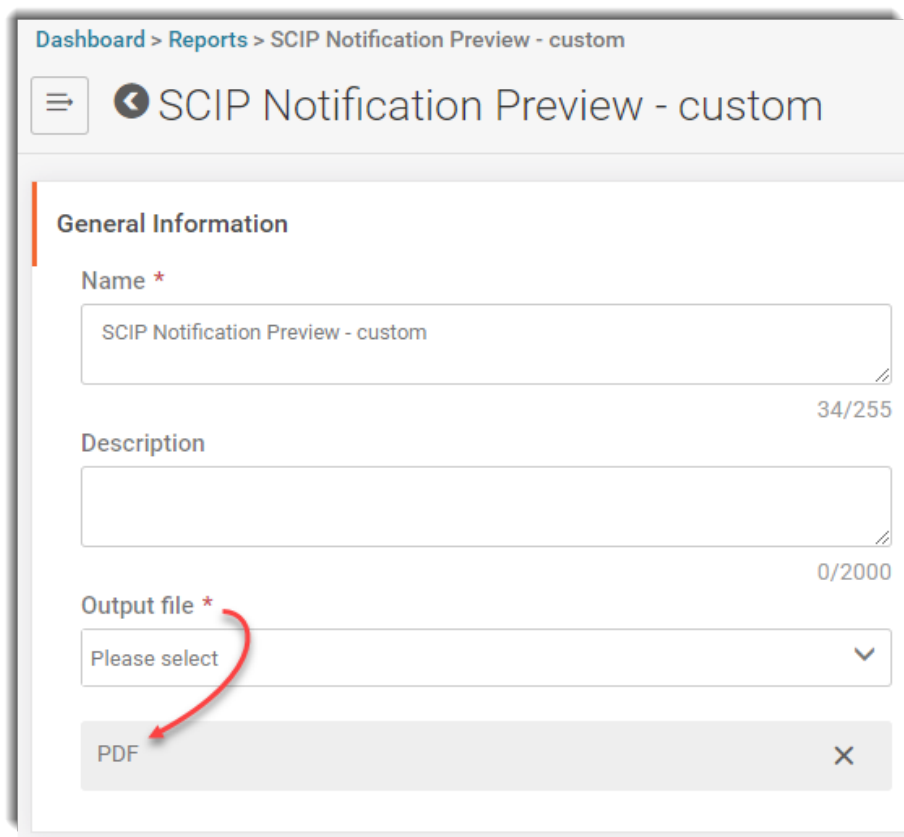 Dashboard > Reports > SCIP Notification Preview - custom
SCIP Notification Preview - custom
General Information
Name *
SCIP Notification Preview - custom
34/255
Description
0/2000
Output file *
Please select
PDF